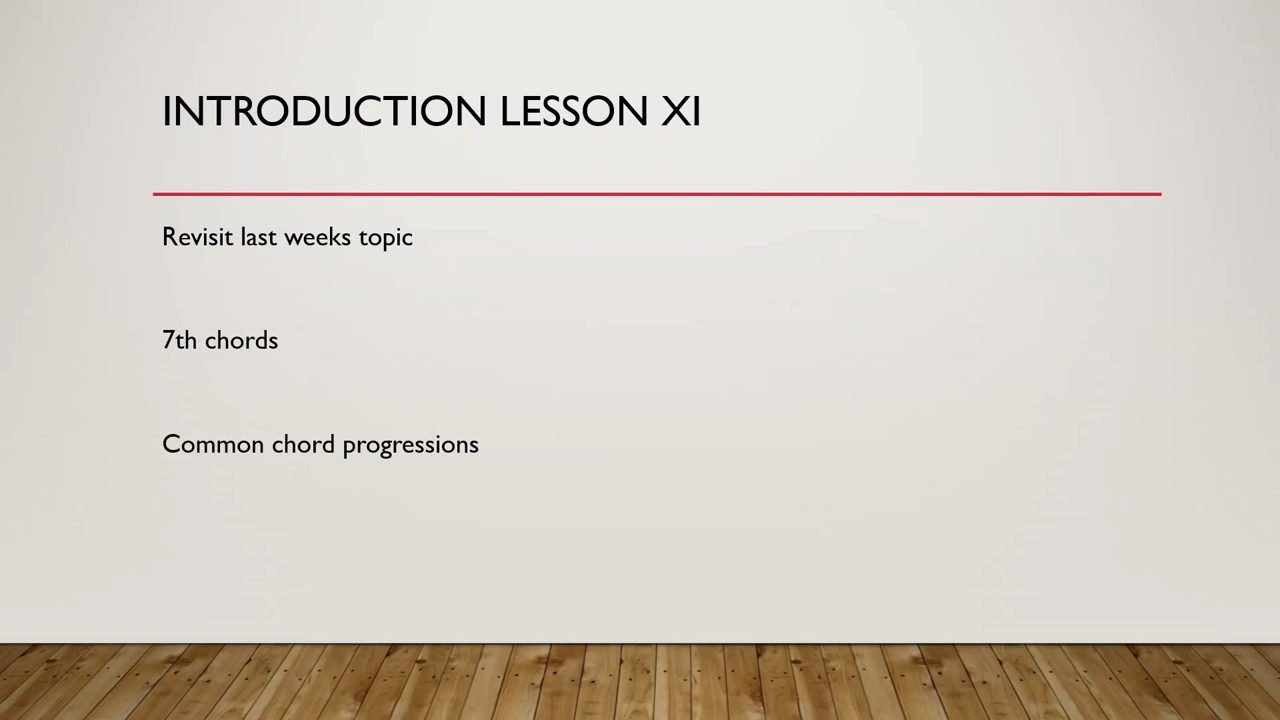 INTRODUCTION LESSON XI
Revisit last weeks topic
7th chords
Common chord progressions